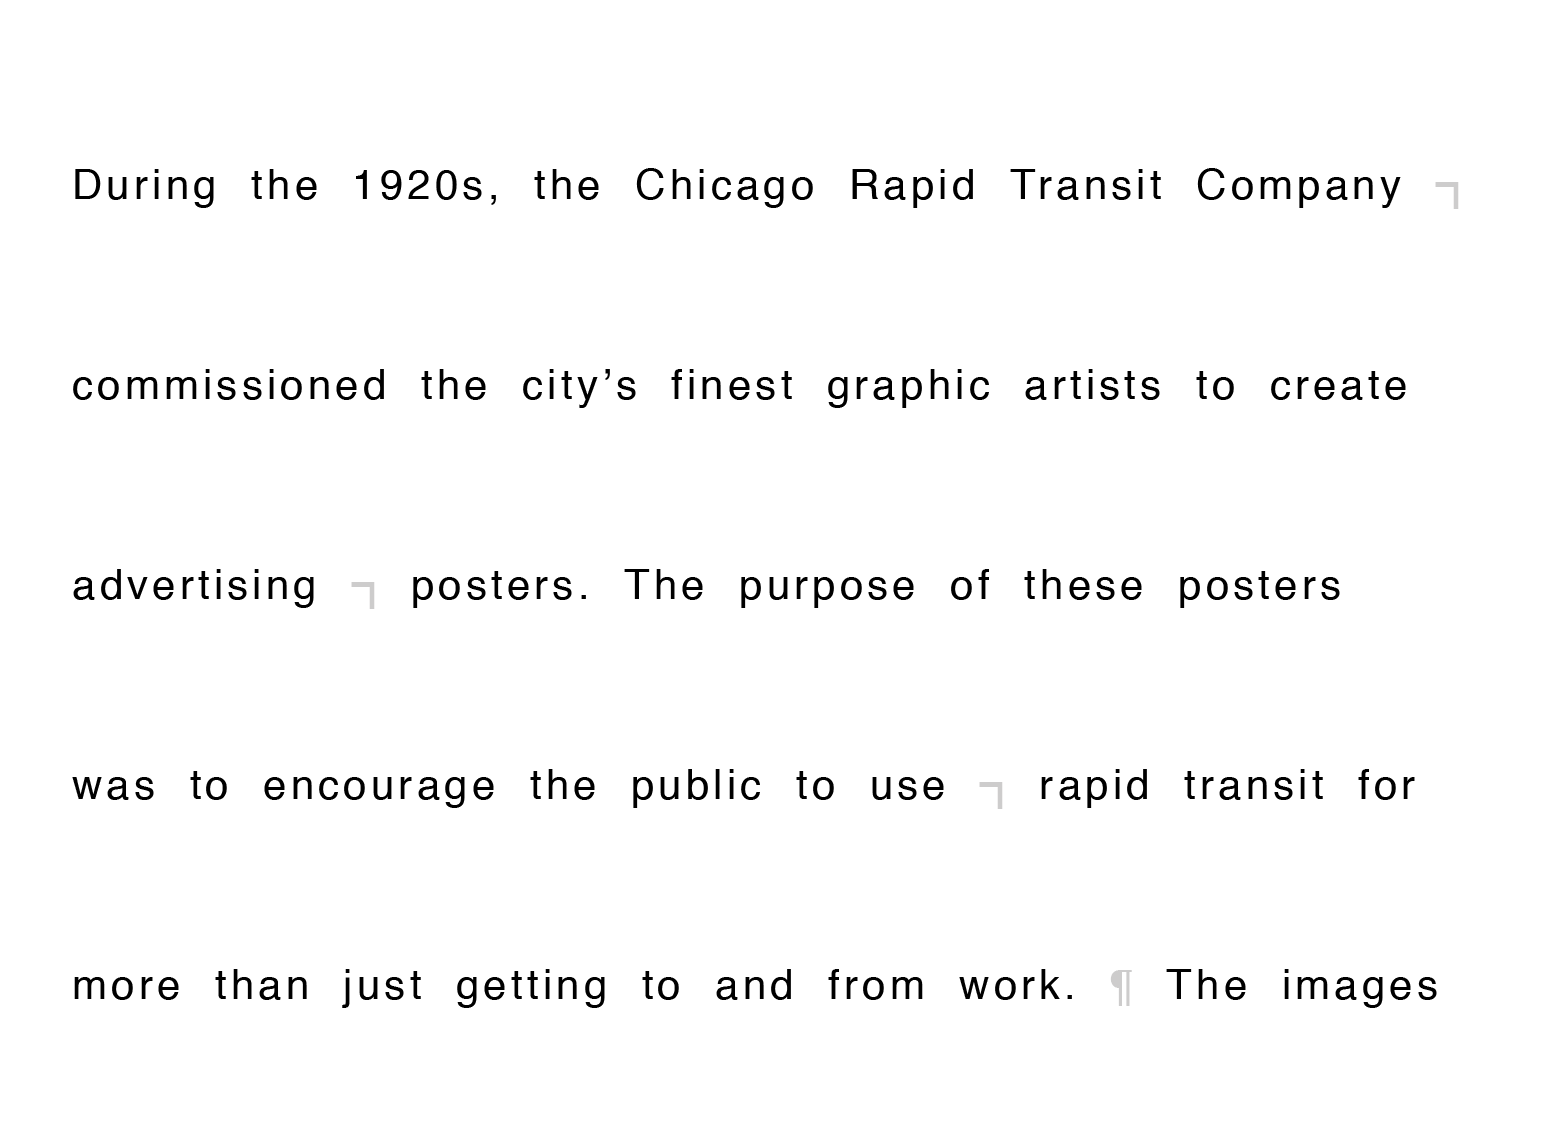 During the 1920s, the Chicago Rapid Transit Company ¬
commissioned the city’s finest graphic artists to create
advertising ¬ posters. The purpose of these posters
was to encourage the public to use ¬ rapid transit for
more than just getting to and from work. ¶ The images